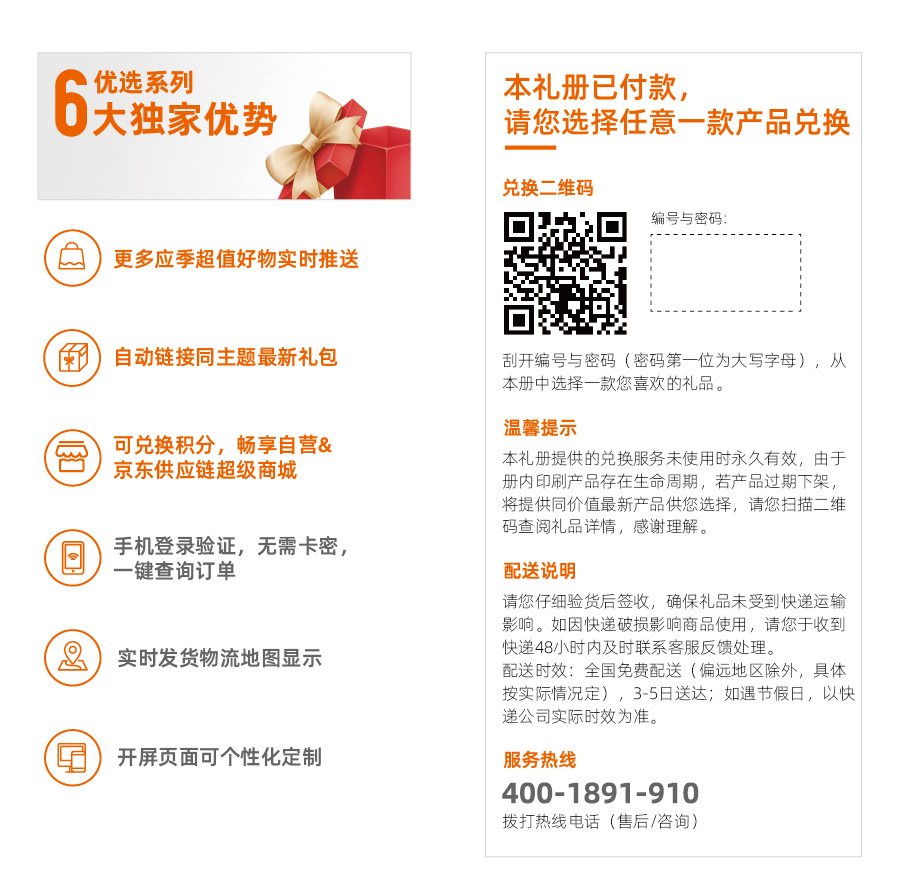 6
优选系列
大独家优势
更多应季超值好物实时推送
自动链接同主题最新礼包
可兑换积分，畅享自营&
京东供应链超级商城
手机登录验证，无需卡密，
一键查询订单
实时发货物流地图显示
开屏页面可个性化定制
本礼册已付款，
请您选择任意一款产品兑换
兑换二维码
编号与密码：
刮开编号与密码（密码第一位为大写字母），从
本册中选择一款您喜欢的礼品。
温馨提示
本礼册提供的兑换服务未使用时永久有效，由于
册内印刷产品存在生命周期，若产品过期下架，
将提供同价值最新产品供您选择，请您扫描二维
码查阅礼品详情，感谢理解。
配送说明
请您仔细验货后签收，确保礼品未受到快递运输
影响。如因快递破损影响商品使用，请您于收到
快递48小时内及时联系客服反馈处理。
配送时效：全国免费配送（偏远地区除外，具体
按实际情况定），3-5日送达；如遇节假日，以快
递公司实际时效为准。
服务热线
400-1891-910
拨打热线电话（售后/咨询）